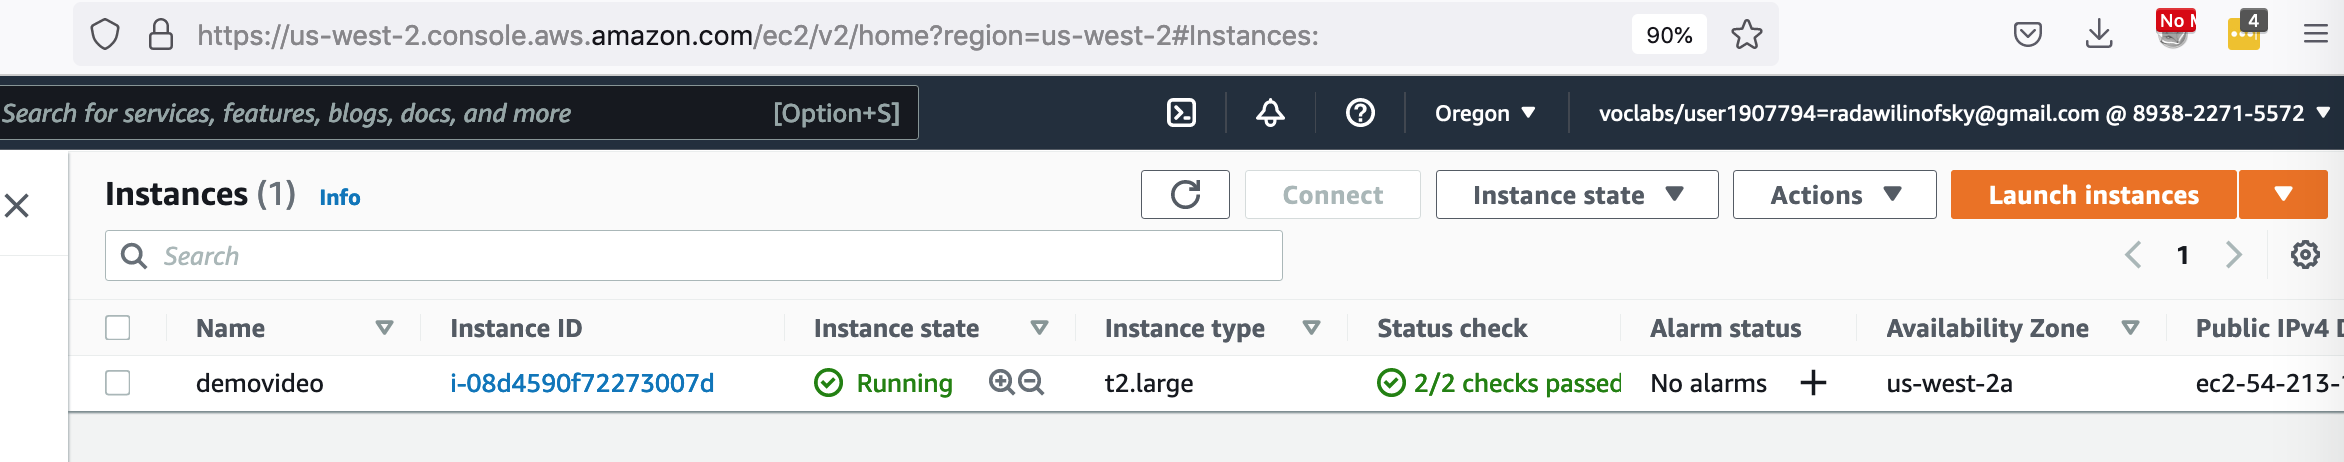 https://us-west-2.console.aws.amazon.com/ec2/v2/home?region=us-west-2#Instances: 90% No 4
Search for services, features, blogs, docs, and more [Option+S] Oregon voclabs/user1907794=radawilinofsky@gmail.com @ 8938-2271-5572
Instances (1) Info Connect Instance state Actions Launch instances
Search 1
Name Instance ID Instance state Instance type Status check Alarm status Availability Zone Public IPv4
demovideo i-08d4590f72273007d Running t2.large 2/2 checks passed No alarms us-west-2a ec2-54-213-